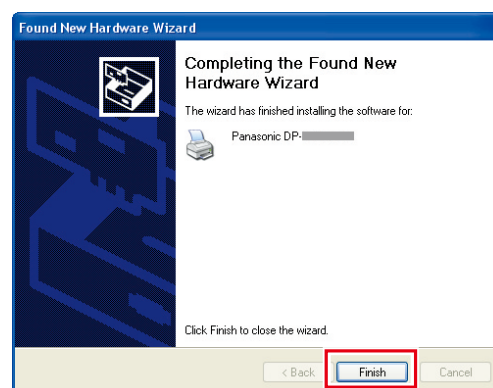 Found New Hardware Wizard
Completing the Found New
Hardware Wizard
The wizard has finished installing the software for:
Panasonic DP-
Click Finish to close the wizard.
< Back Finish Cancel